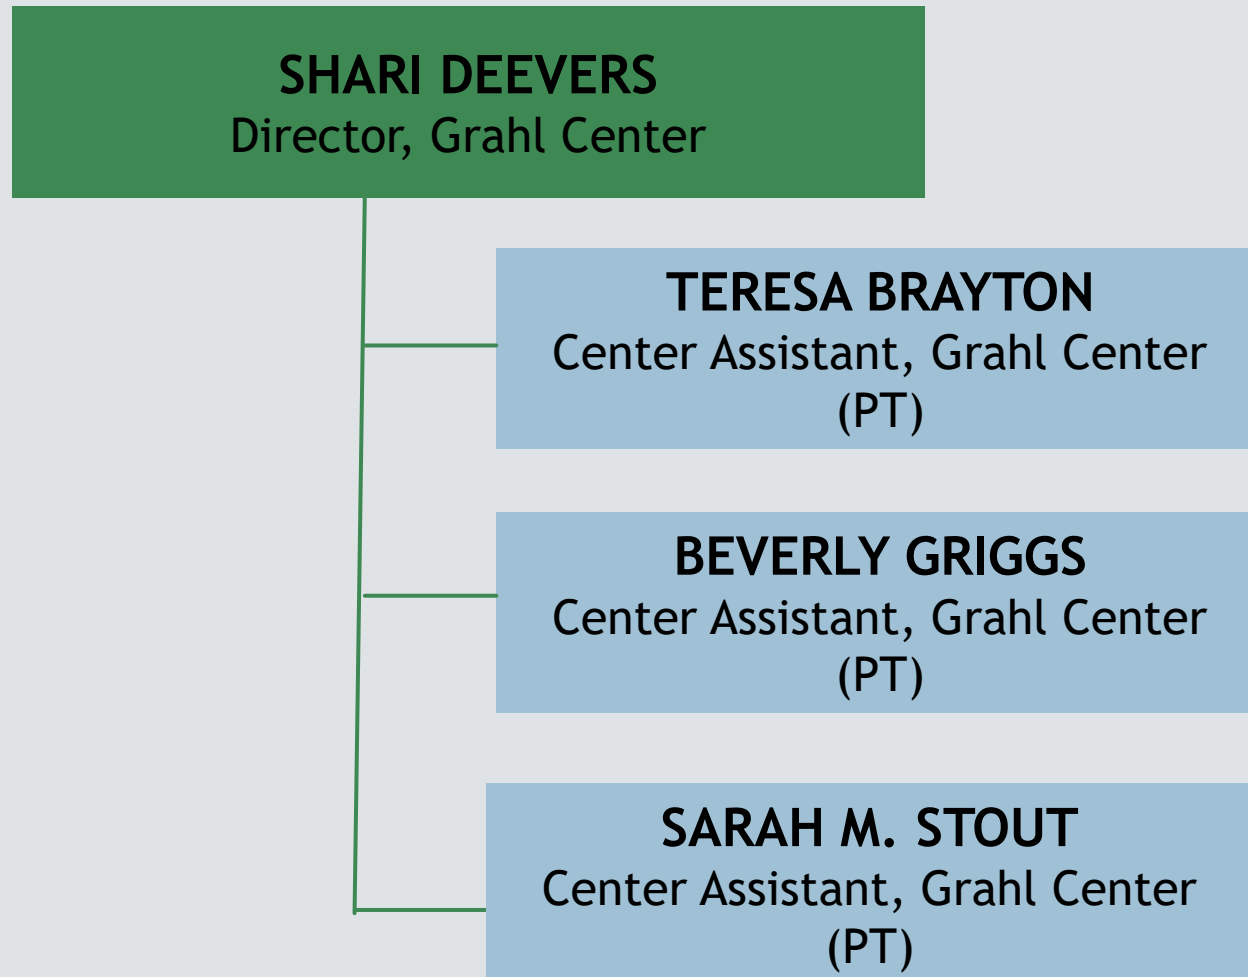 SHARI DEEVERS
Director, Grahl Center
TERESA BRAYTON
Center Assistant, Grahl Center
(PT)
BEVERLY GRIGGS
Center Assistant, Grahl Center
(PT)
SARAH M. STOUT
Center Assistant, Grahl Center
(PT)